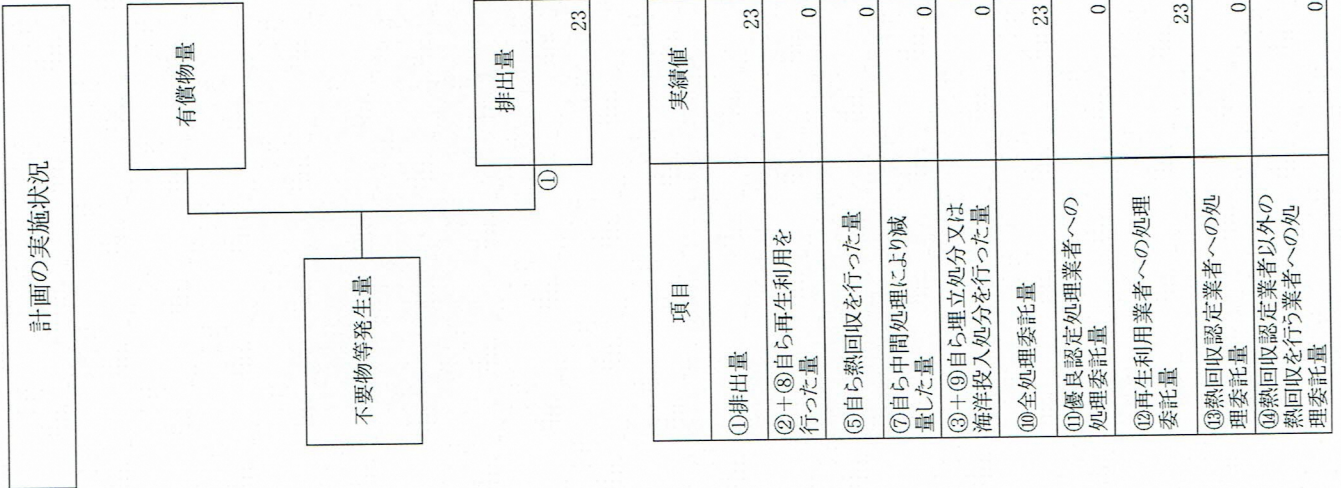 計画の実施状況
有償物量
不要物等発生量
排出量
①
23
項目
実績値
①排出量
23
②+⑧自ら再生利用を
行った量
0
⑤自ら熱回収を行った量
0
⑦自ら中間処理により減
量した量
0
③+⑨自ら埋立処分又は
海洋投入処分を行った量
0
⑩全処理委託量
23
⑪優良認定処理業者への
処理委託量
0
⑫再生利用業者への処理
委託量
23
⑬熱回収認定業者への処
理委託量
0
⑭熱回収認定業者以外の
熱回収を行う業者への処
理委託量
0